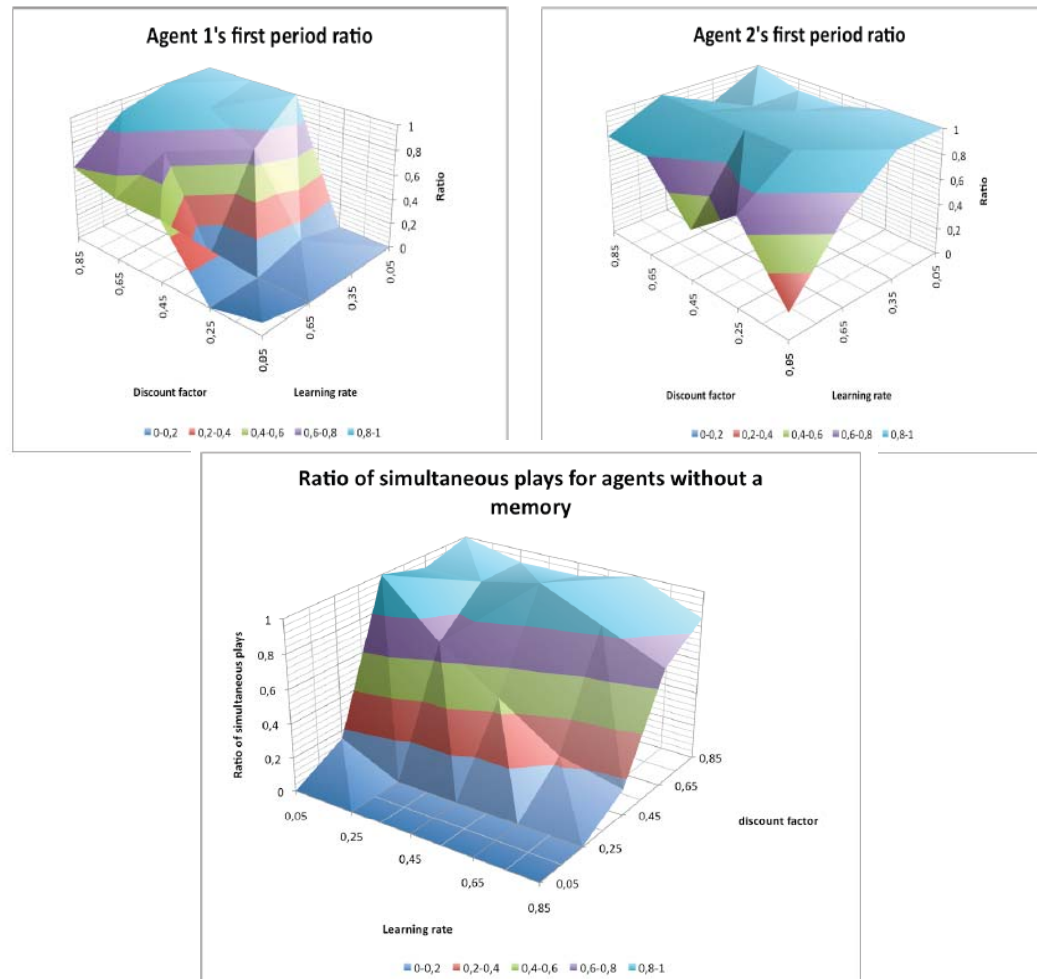 Agent 1's first period ratio
1
0,8
0,6
0,4
0,2
0
Ratio
0,85
0,65
0,45
0,25
0,05
0,65
0,35
0,05
Discount factor
Learning rate
0-0,2 0,2-0,4 0,4-0,6 0,6-0,8 0,8-1
Agent 2's first period ratio
1
0,8
0,6
0,4
0,2
0
Ratio
0,85
0,65
0,45
0,25
0,05
0,65
0,35
0,05
Discount factor
Learning rate
0-0,2 0,2-0,4 0,4-0,6 0,6-0,8 0,8-1
Ratio of simultaneous plays for agents without a
memory
Ratio of simultaneous plays
1
0,8
0,6
0,4
0,2
0
0,05
0,25
0,45
0,65
0,85
0,05
0,25
0,45
0,65
0,85
discount factor
Learning rate
0-0,2 0,2-0,4 0,4-0,6 0,6-0,8 0,8-1